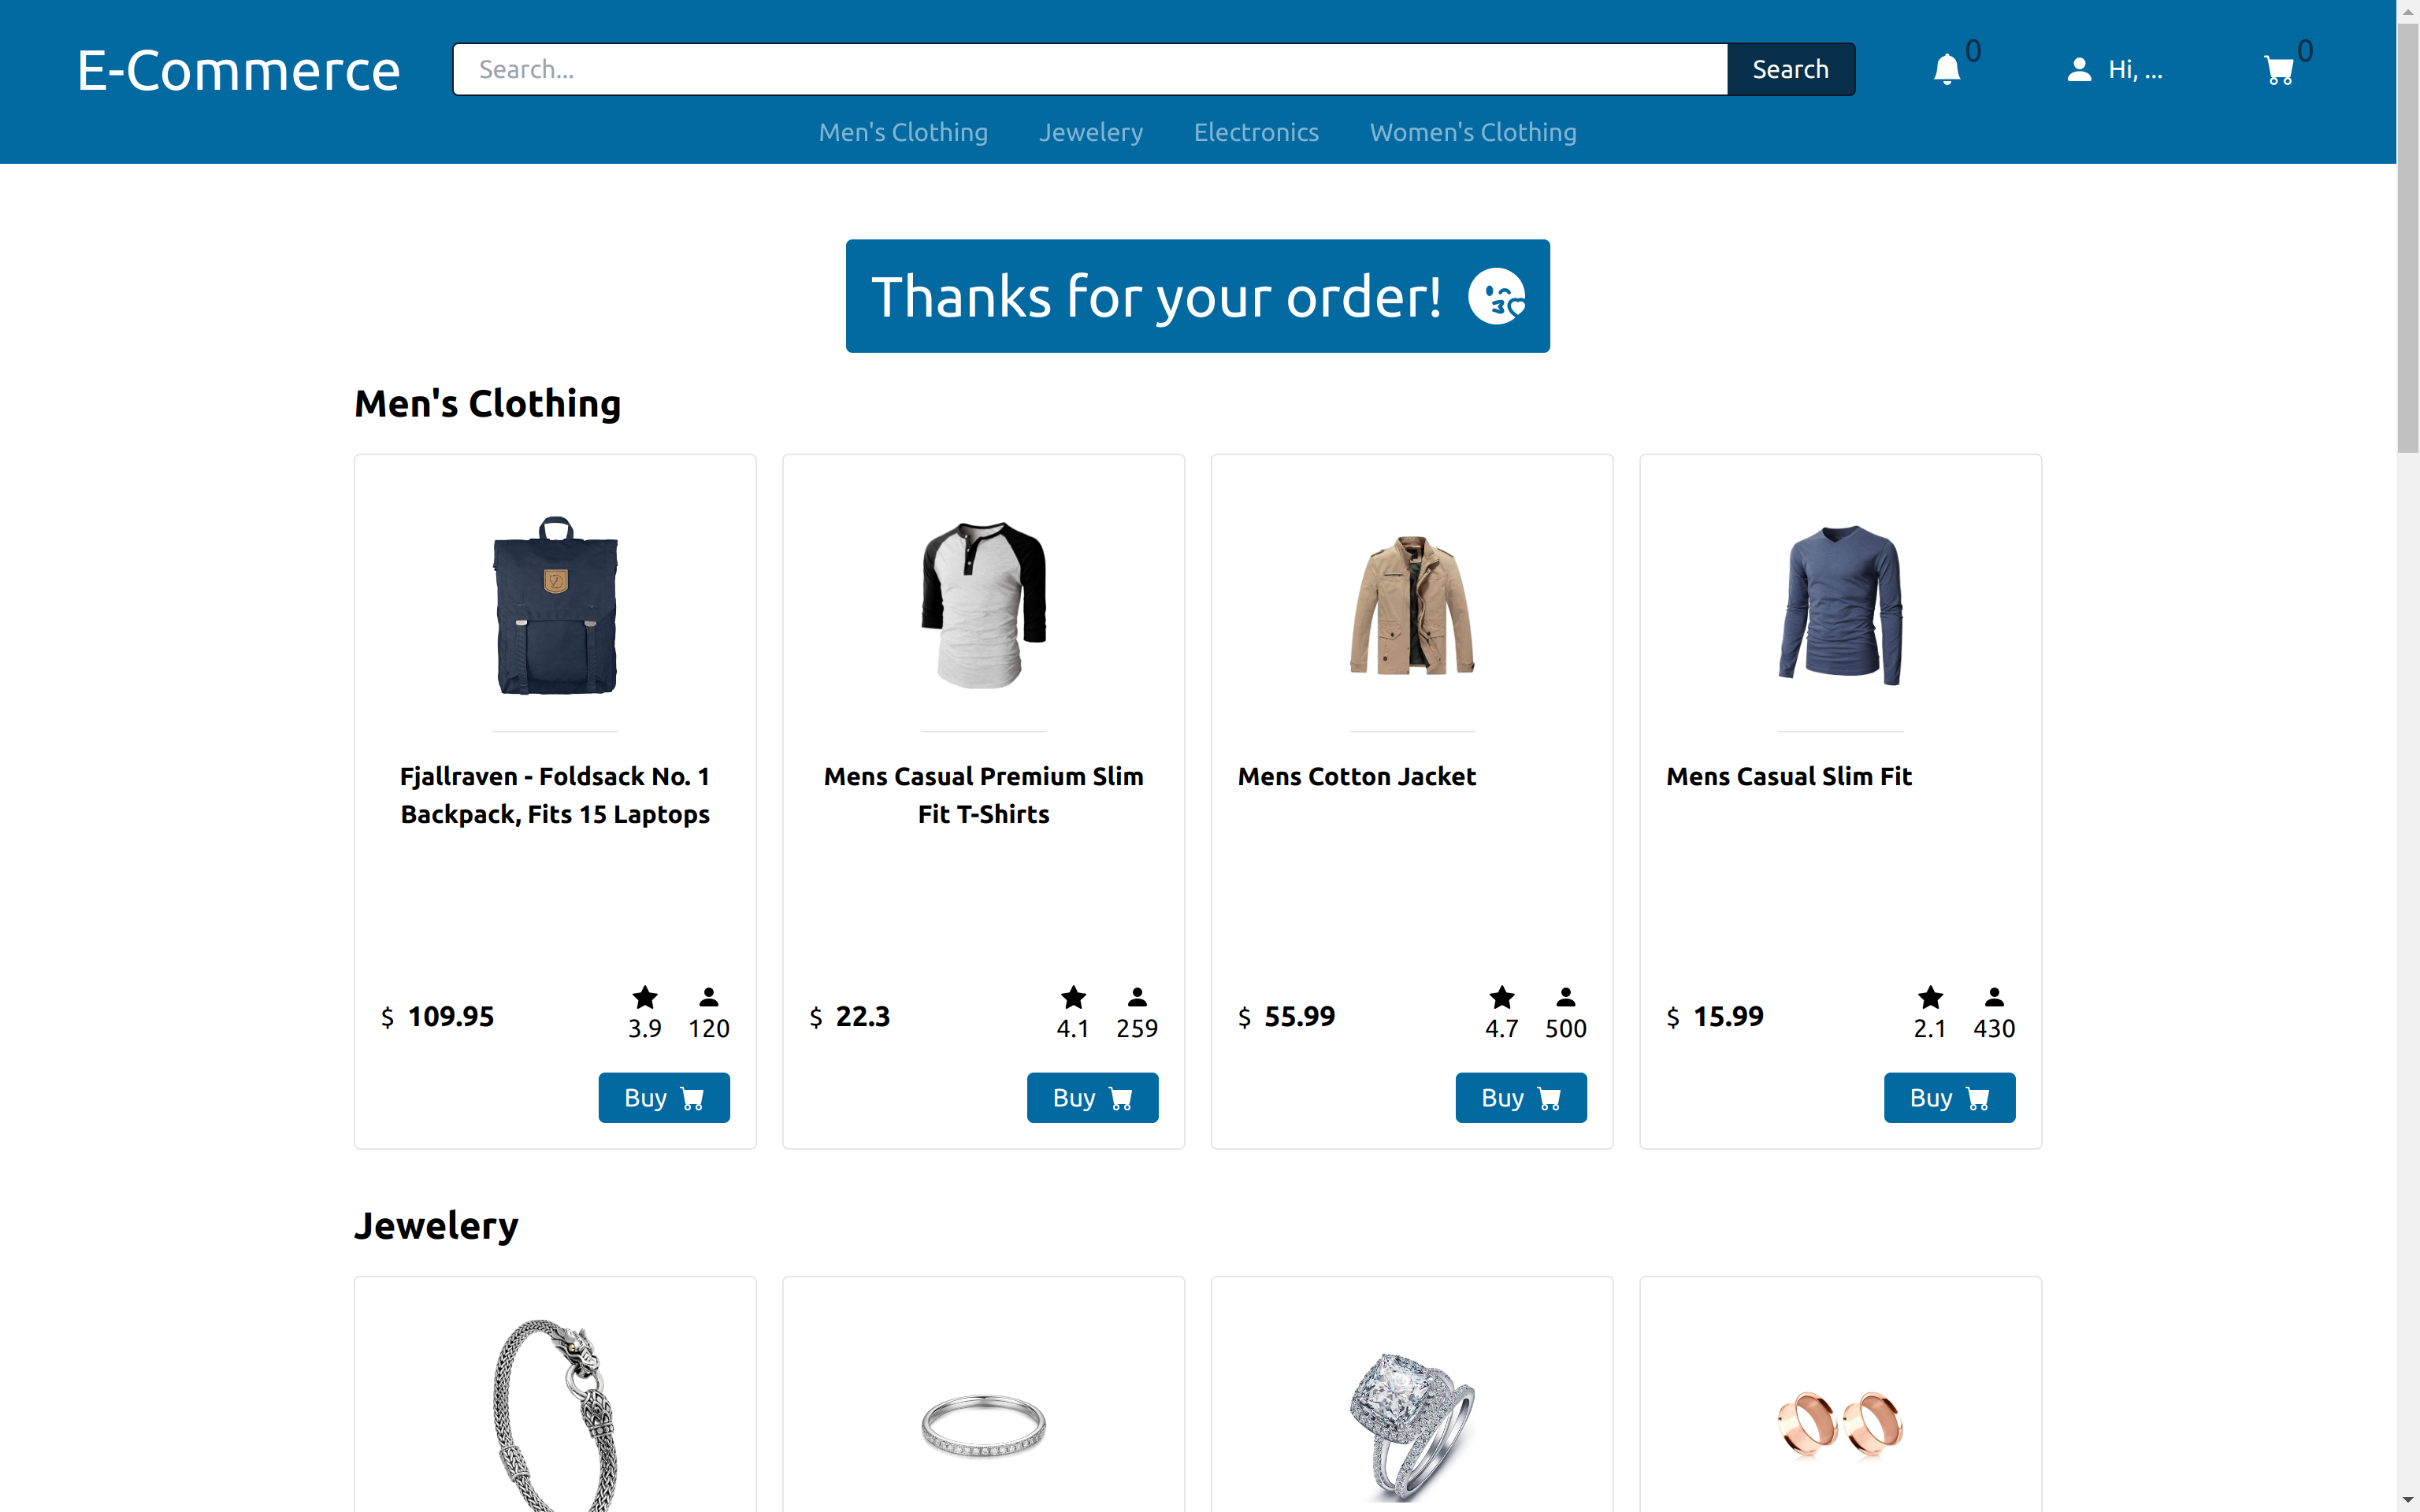 E-Commerce
Search...
Search
0
Hi, ...
0
Men's Clothing
Jewelery
Electronics
Women's Clothing
Thanks for your order!
Men's Clothing
Fjallraven - Foldsack No. 1
Backpack, Fits 15 Laptops
$ 109.95
3.9
120
Buy
Mens Casual Premium Slim
Fit T-Shirts
$ 22.3
4.1
259
Buy
Mens Cotton Jacket
$ 55.99
4.7
500
Buy
Mens Casual Slim Fit
$ 15.99
2.1
430
Buy
Jewelery